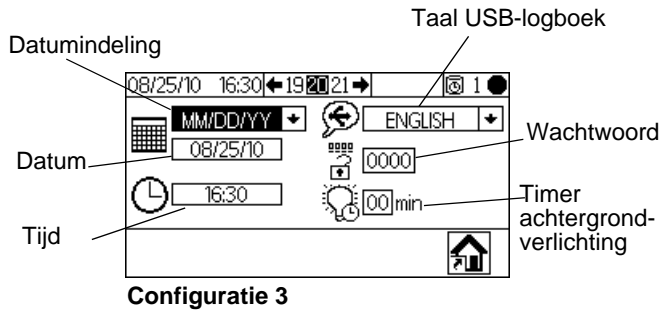 Taal USB-logboek
Datumindeling
08/25/10 16:30 19 20 21 1
MM/DD/YY ENGLISH
08/25/10
Wachtwoord
0000
Datum
16:30 00 min
Timer
achtergrond-
verlichting
Tijd
Configuratie 3